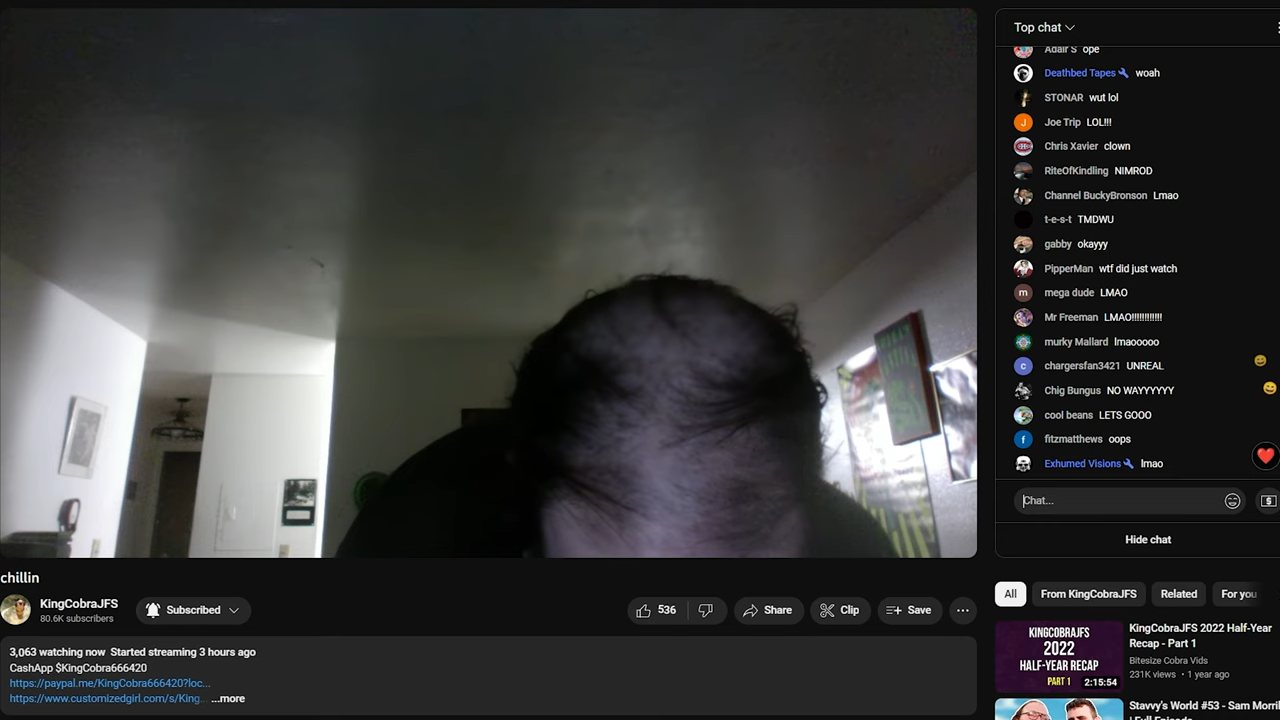 Top chat
Adair S ope
Deathbed Tapes woah
STONAR wut lol
J Joe Trip LOL!!!
Chris Xavier clown
RiteOfKindling NIMROD
Channel BuckyBronson Lmao
t-e-s-t TMDWU
gabby okayyy
PipperMan wtf did just watch
m mega dude LMAO
Mr Freeman LMAO!!!!!!!!!!!!
murky Mallard lmaooooo
c chargersfan3421 UNREAL
Chig Bungus NO WAYYYYYY
cool beans LETS GOOO
f fitzmatthews oops
Exhumed Visions lmao
Chat...
Hide chat
chillin
KingCobraJFS
80.6K subscribers
Subscribed
536
Share
Clip
Save
3,063 watching now Started streaming 3 hours ago
CashApp $KingCobra666420
https://paypal.me/KingCobra666420?loc...
https://www.customizedgirl.com/s/King... ...more
All
From KingCobraJFS
Related
For you
KINGCOBRAJFS
2022
HALF-YEAR RECAP
PART 1
2:15:54
KingCobraJFS 2022 Half-Year
Recap - Part 1
Bitesize Cobra Vids
231K views • 1 year ago
Stavvy's World #53 - Sam Morri